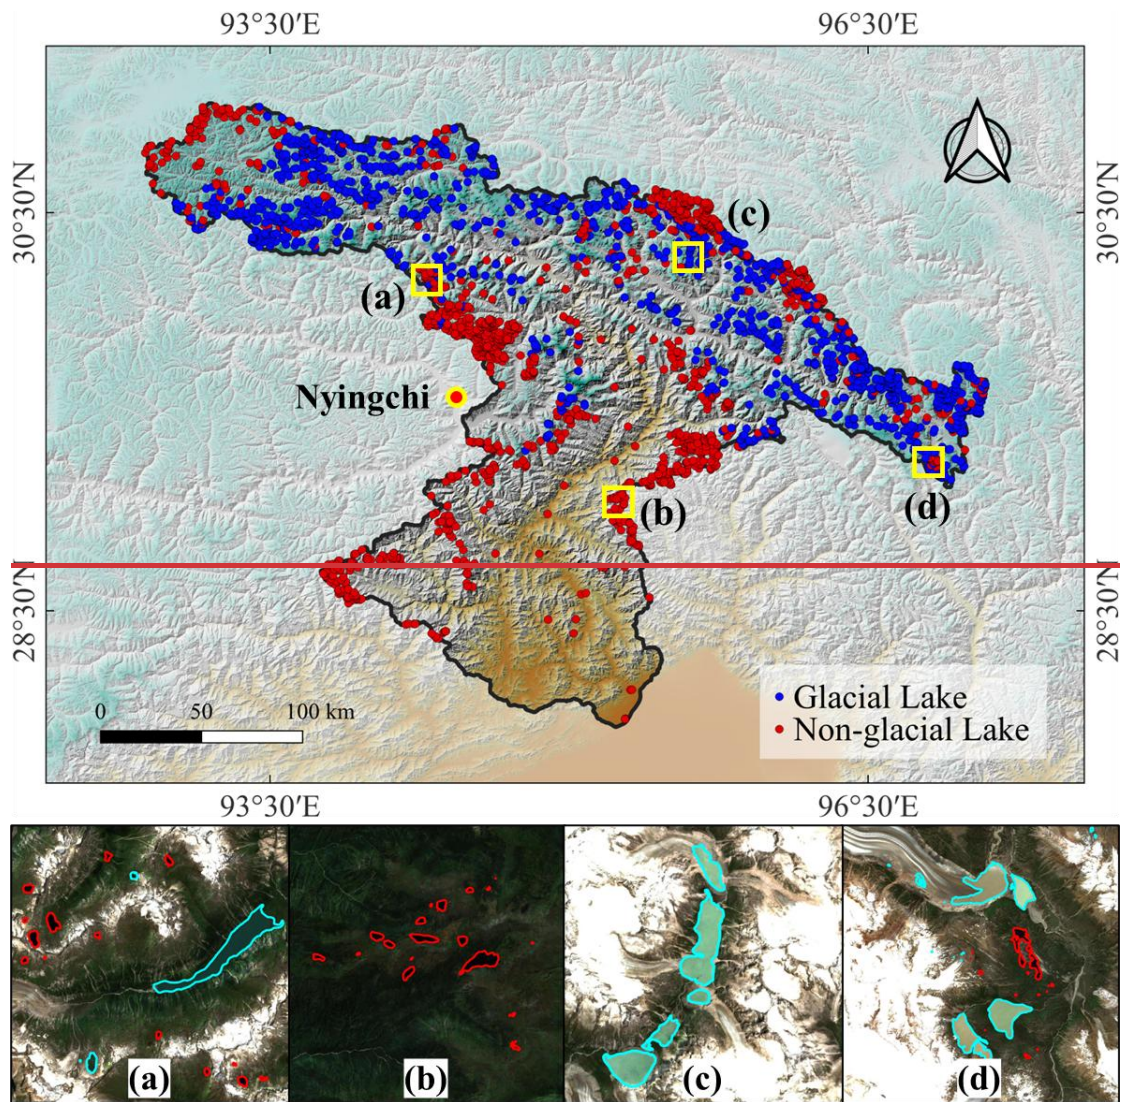 93°30′E 96°30′E
30°30′N 30°30′N
(c)
(a)
Nyingchi
(b) (d)
28°30′N 28°30′N
Glacial Lake
0 50 100 km
Non-glacial Lake
93°30′E 96°30′E
(a) (b) (c) (d)